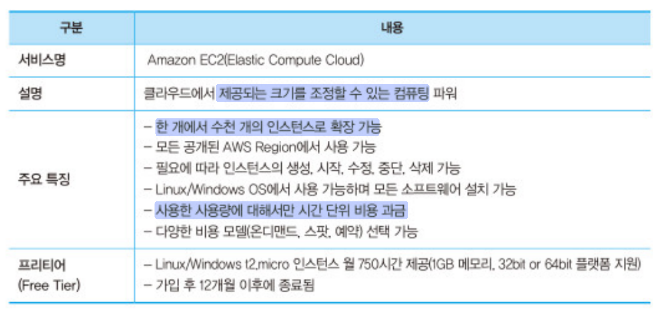 구분 내용
서비스명 Amazon EC2(Elastic Compute Cloud)
설명 클라우드에서 제공되는 크기를 조정할 수 있는 컴퓨팅 파워
주요 특징
– 한 개에서 수천 개의 인스턴스로 확장 가능
– 모든 공개된 AWS Region에서 사용 가능
– 필요에 따라 인스턴스의 생성, 시작, 수정, 중단, 삭제 가능
– Linux/Windows OS에서 사용 가능하며 모든 소프트웨어 설치 가능
– 사용한 사용량에 대해서만 시간 단위 비용 과금
– 다양한 비용 모델(온디맨드, 스팟, 예약) 선택 가능
프리티어
(Free Tier)
– Linux/Windows t2.micro 인스턴스 월 750시간 제공(1GB 메모리, 32bit or 64bit 플랫폼 지원)
– 가입 후 12개월 이후에 종료됨